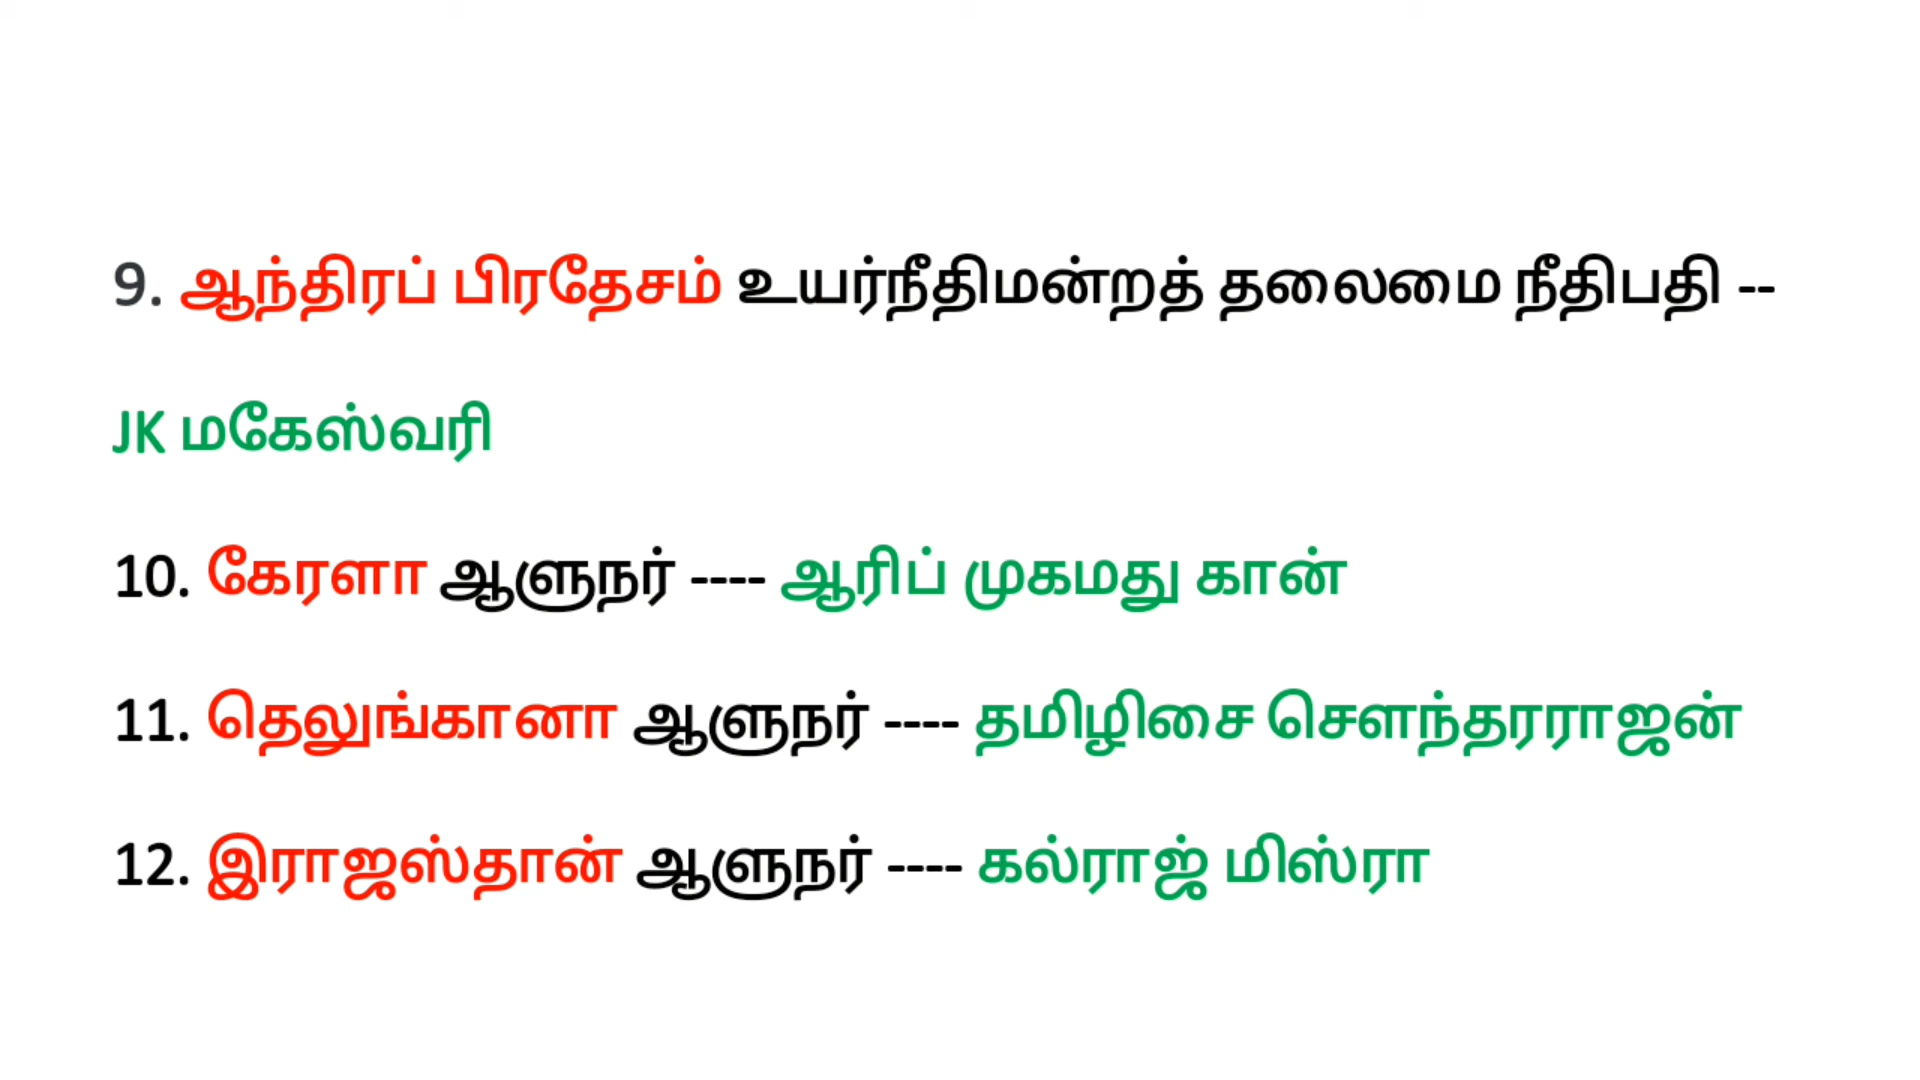 9. ஆந்திரப் பிரதேசம் உயர்நீதிமன்றத் தலைமை நீதிபதி --
JK மகேஸ்வரி
10. கேரளா ஆளுநர் ---- ஆரிப் முகமது கான்
11. தெலுங்கானா ஆளுநர் ---- தமிழிசை சௌந்தரராஜன்
12. இராஜஸ்தான் ஆளுநர் ---- கல்ராஜ் மிஸ்ரா